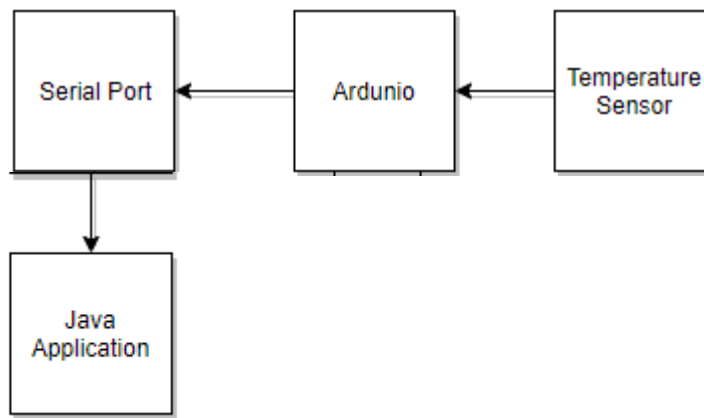 Serial Port
Ardunio
Temperature
Sensor
Java
Application